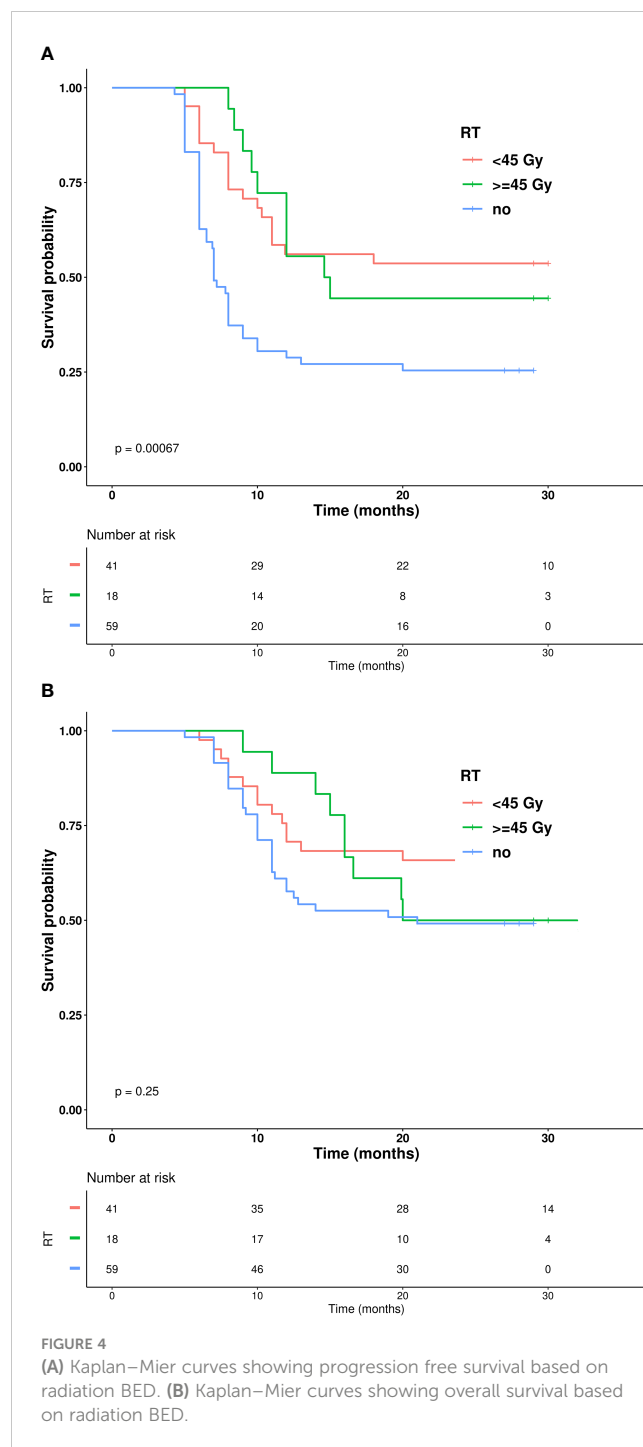 A
1.00
0.75
0.50
0.25
0.00
Survival probability
RT
<45 Gy
>=45 Gy
no
p = 0.00067
0 10 20 30
Time (months)
Number at risk
RT
41 29 22 10
18 14 8 3
59 20 16 0
0 10 20 30
Time (months)
B
1.00
0.75
0.50
0.25
0.00
Survival probability
RT
<45 Gy
>=45 Gy
no
p = 0.25
0 10 20 30
Time (months)
Number at risk
RT
41 35 28 14
18 17 10 4
59 46 30 0
0 10 20 30
Time (months)
FIGURE 4
(A) Kaplan–Mier curves showing progression free survival based on
radiation BED. (B) Kaplan–Mier curves showing overall survival based
on radiation BED.